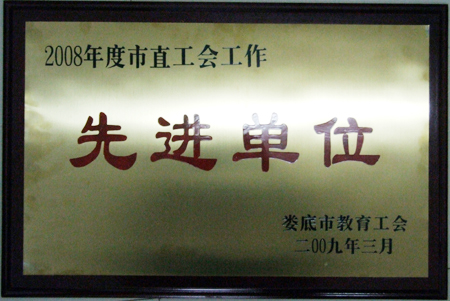 2008年度市直工会工作
先进单位
娄底市教育工会
二00九年三月